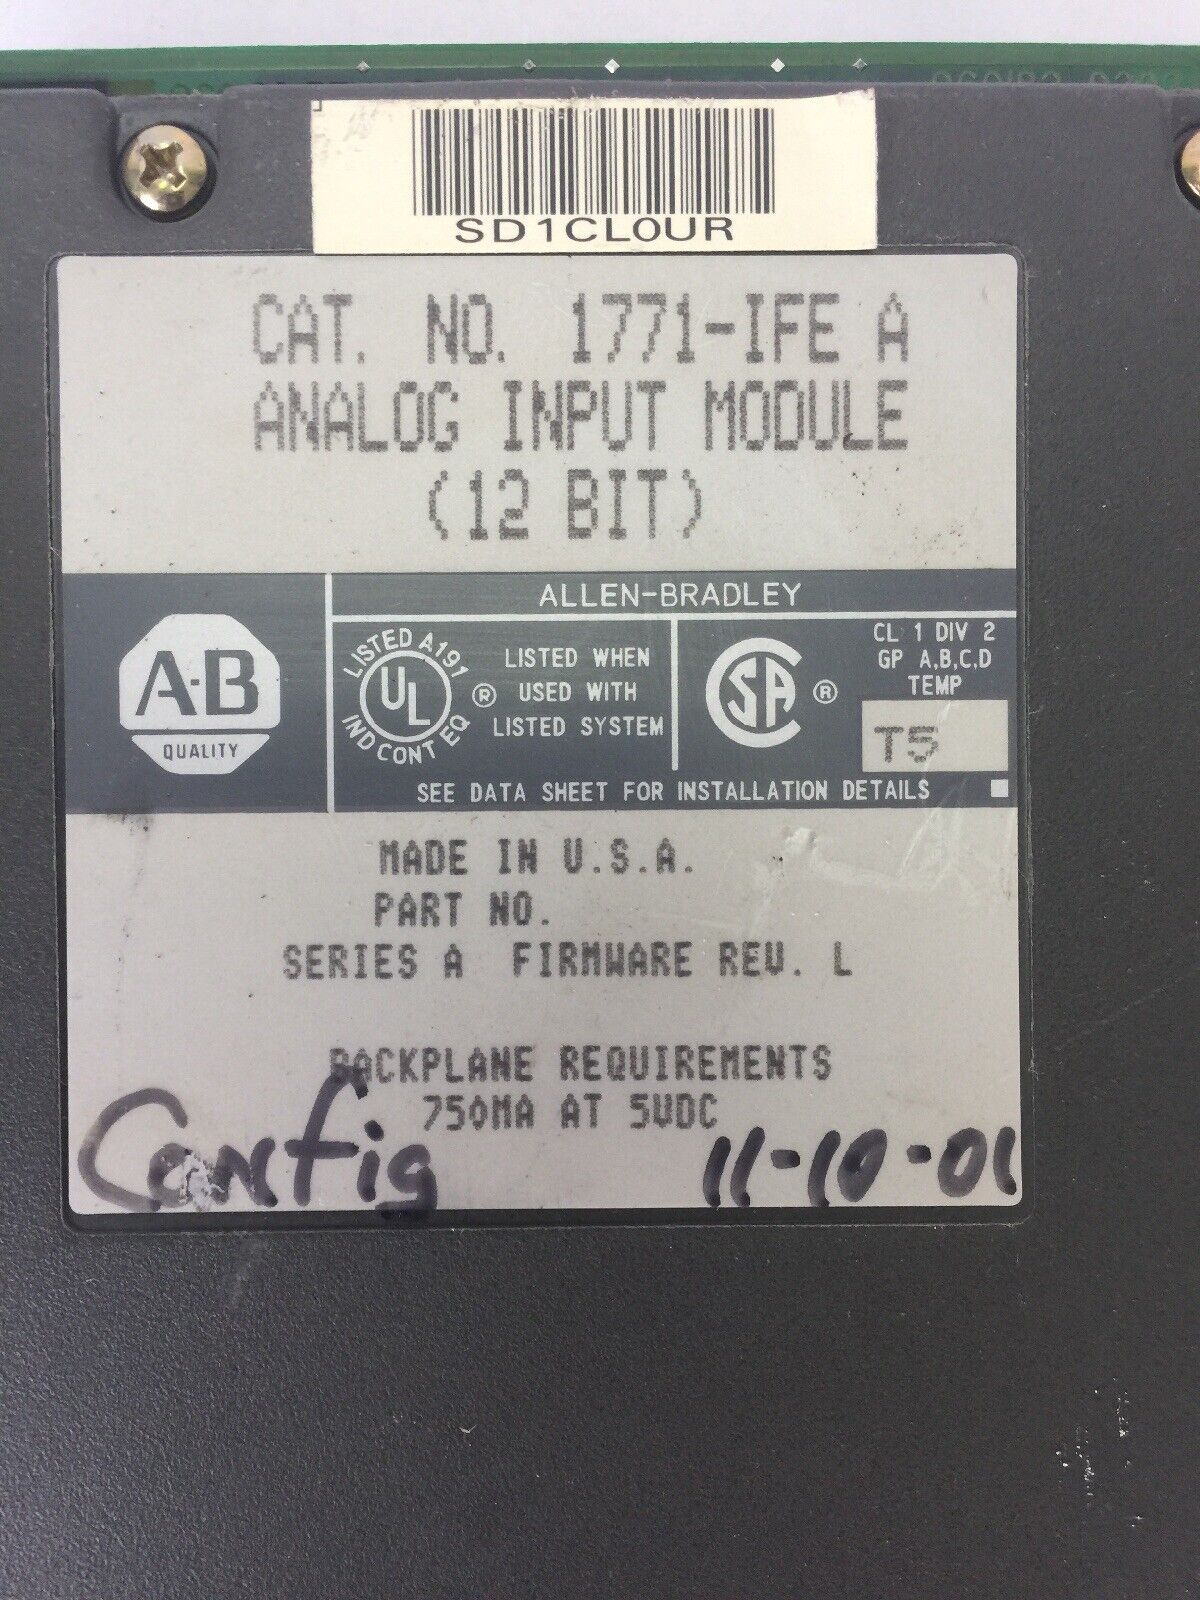 SD1CL0UR
CAT. NO. 1771-IFE A
ANALOG INPUT MODULE
(12 BIT)
ALLEN-BRADLEY
A-B
QUALITY
LISTED A191
UL
IND CONT EQ
®
LISTED WHEN
USED WITH
LISTED SYSTEM
SA
®
CL 1 DIV 2
GP A,B,C,D
TEMP
T5
SEE DATA SHEET FOR INSTALLATION DETAILS
MADE IN U.S.A.
PART NO.
SERIES A FIRMWARE REV. L
BACKPLANE REQUIREMENTS
750MA AT 5VDC
Config 11-10-01